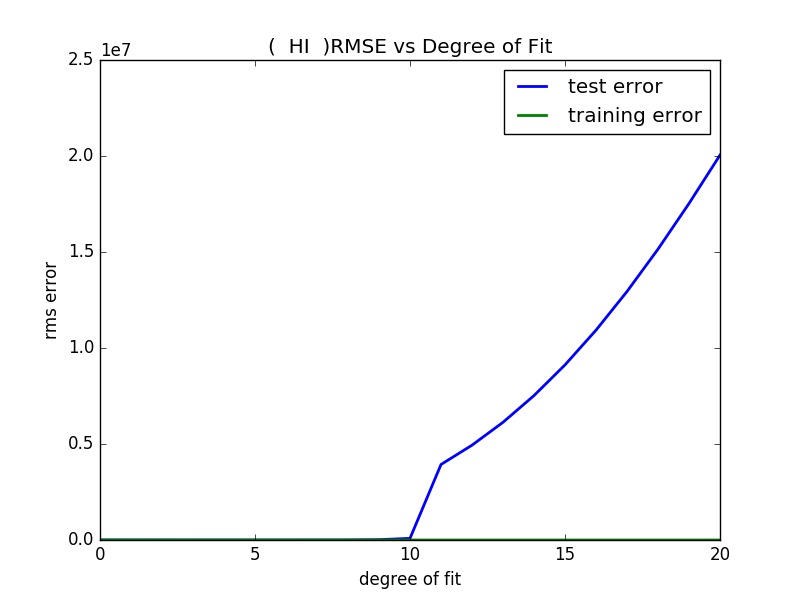 (  HI  )RMSE vs Degree of Fit
1e7
2.5
test error
training error
2.0
1.5
rms error
1.0
0.5
0.0
0 5 10 15 20
degree of fit